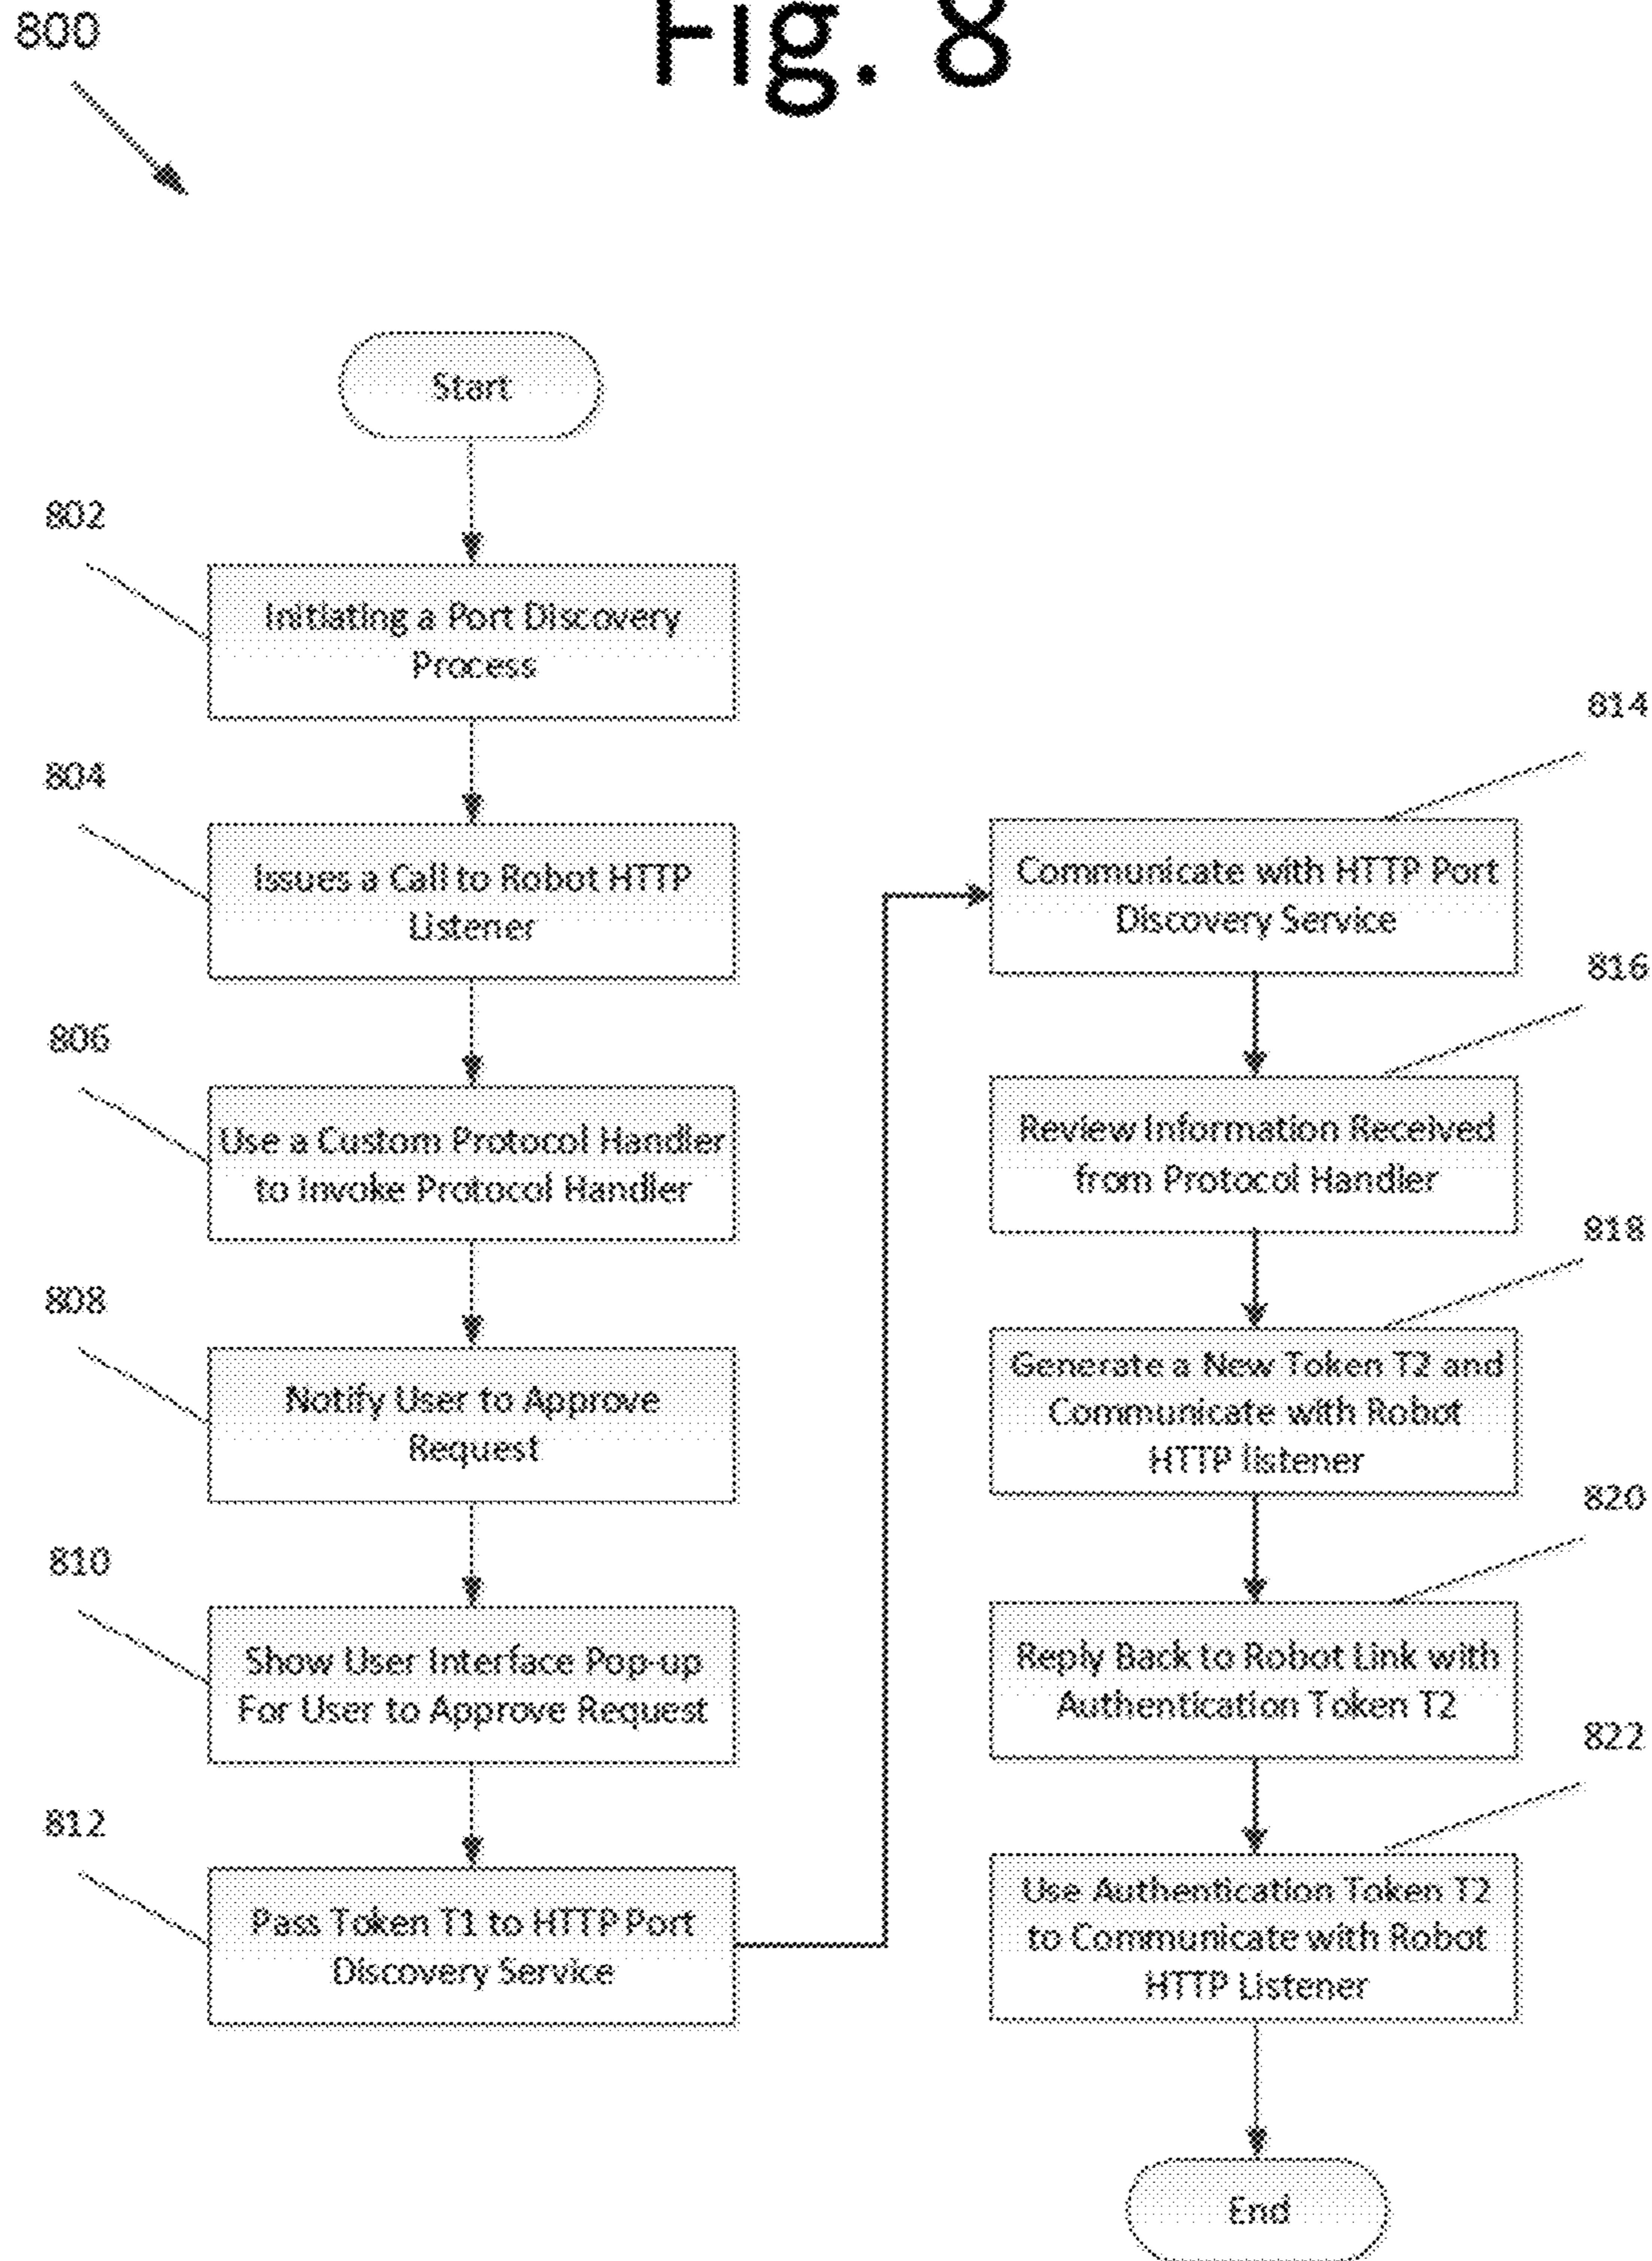 Fig. 8
800
Start
802
Initiating a Port Discovery
Process
804
Issues a Call to Robot HTTP
Listener
806
Use a Custom Protocol Handler
to Invoke Protocol Handler
808
Notify User to Approve
Request
810
Show User Interface Pop-up
For User to Approve Request
812
Pass Token T1 to HTTP Port
Discovery Service
814
Communicate with HTTP Port
Discovery Service
816
Review Information Received
from Protocol Handler
818
Generate a New Token T2 and
Communicate with Robot
HTTP listener
820
Reply Back to Robot Link with
Authentication Token T2
822
Use Authentication Token T2
to Communicate with Robot
HTTP Listener
End